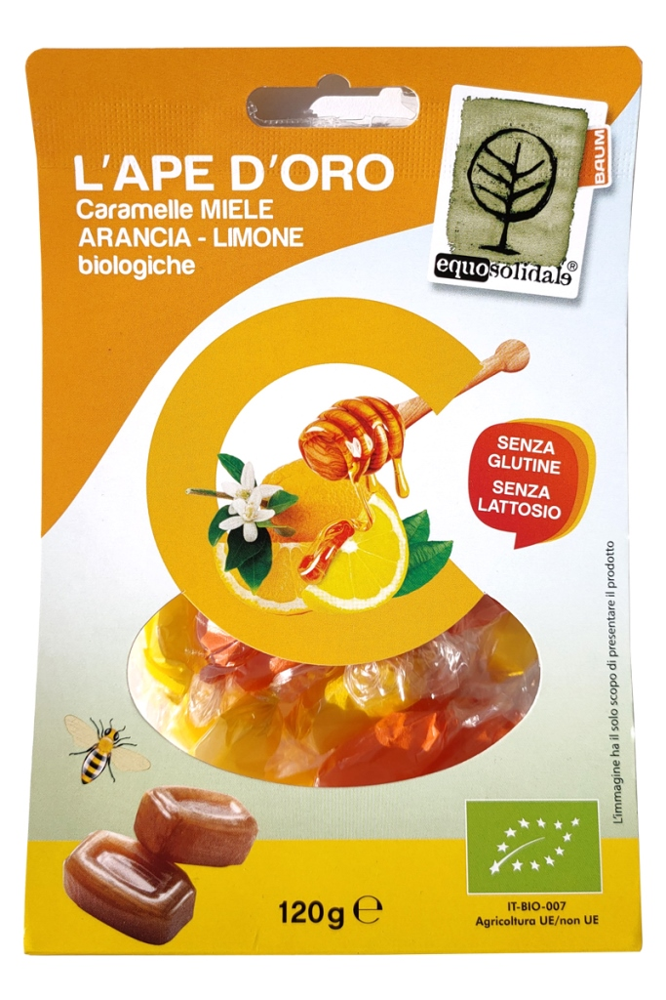 L'APE D'ORO
Caramelle MIELE
ARANCIA - LIMONE
biologiche
BAUM
equosolidale®
SENZA
GLUTINE
SENZA
LATTOSIO
L'immagine ha il solo scopo di presentare il prodotto
120g ℮
IT-BIO-007
Agricoltura UE/non UE